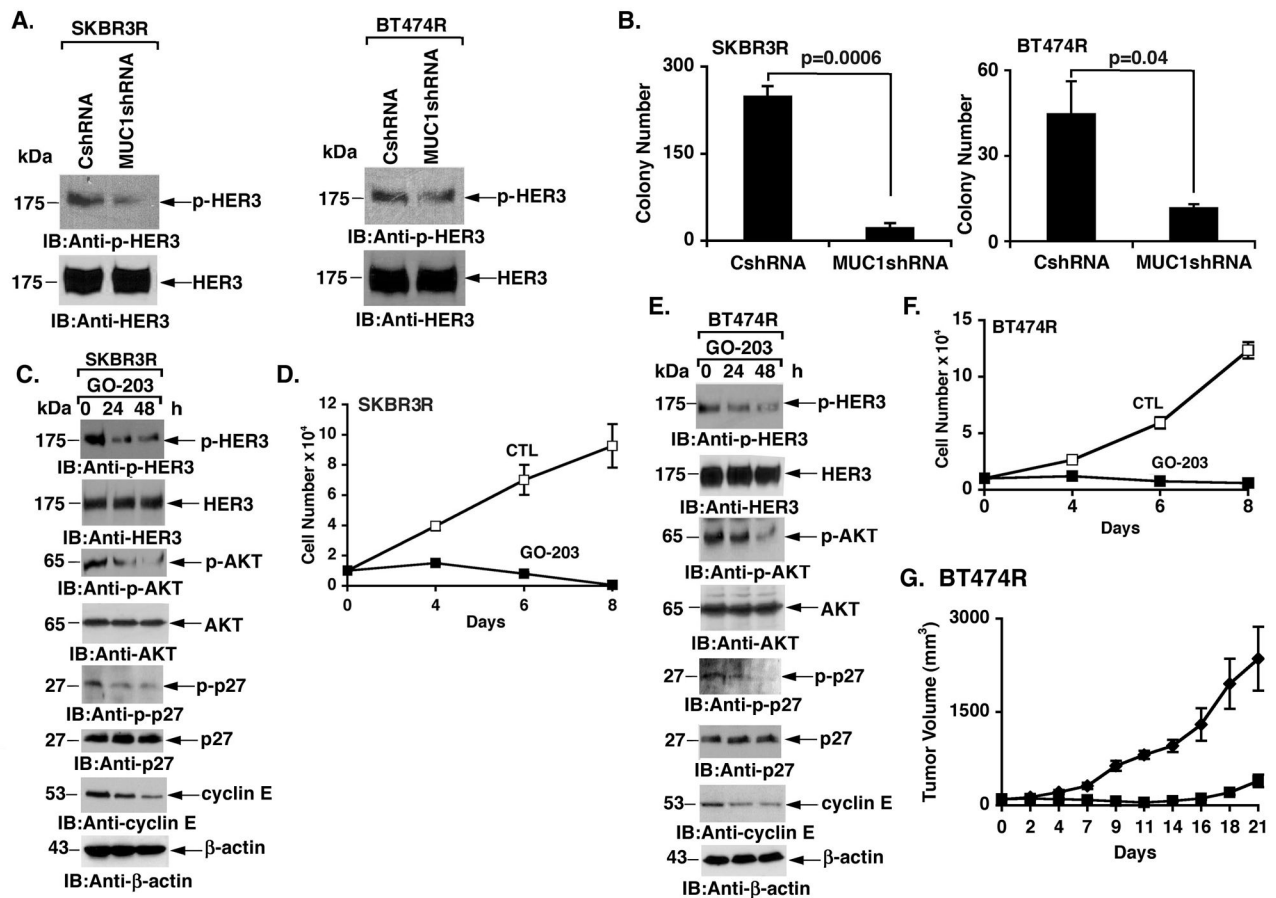 A.
SKBR3R
CshRNA
MUC1shRNA
kDa
175
p-HER3
IB:Anti-p-HER3
175
HER3
IB:Anti-HER3
BT474R
CshRNA
MUC1shRNA
kDa
175
p-HER3
IB:Anti-p-HER3
175
HER3
IB:Anti-HER3
B.
SKBR3R
p=0.0006
Colony Number
300
150
0
CshRNA MUC1shRNA
BT474R
p=0.04
Colony Number
60
40
20
0
CshRNA MUC1shRNA
C.
SKBR3R
GO-203
kDa 0 24 48 h
175 p-HER3
IB:Anti-p-HER3
175 HER3
IB:Anti-HER3
65 p-AKT
IB:Anti-p-AKT
65 AKT
IB:Anti-AKT
27 p-p27
IB:Anti-p-p27
27 p27
IB:Anti-p27
53 cyclin E
IB:Anti-cyclin E
43 β-actin
IB:Anti-β-actin
D.
SKBR3R
Cell Number x 10⁴
12
10
8
6
4
2
0
CTL
GO-203
0 4 6 8
Days
E.
BT474R
GO-203
kDa 0 24 48 h
175 p-HER3
IB:Anti-p-HER3
175 HER3
IB:Anti-HER3
65 p-AKT
IB:Anti-p-AKT
65 AKT
IB:Anti-AKT
27 p-p27
IB:Anti-p-p27
27 p27
IB:Anti-p27
53 cyclin E
IB:Anti-cyclin E
43 β-actin
IB:Anti-β-actin
F.
BT474R
Cell Number x 10⁴
15
10
5
0
CTL
GO-203
0 4 6 8
Days
G. BT474R
Tumor Volume (mm³)
3000
1500
0
0 2 4 7 9 11 14 16 18 21
Days